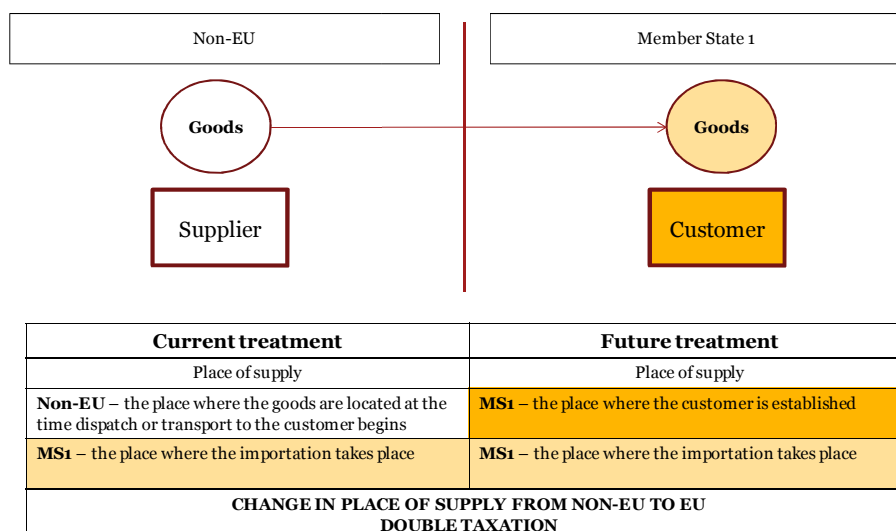 Non-EU
Member State 1
Goods
Goods
Supplier
Customer
Current treatment
Future treatment
Place of supply
Place of supply
Non-EU – the place where the goods are located at the
time dispatch or transport to the customer begins
MS1 – the place where the customer is established
MS1 – the place where the importation takes place
MS1 – the place where the importation takes place
CHANGE IN PLACE OF SUPPLY FROM NON-EU TO EU
DOUBLE TAXATION